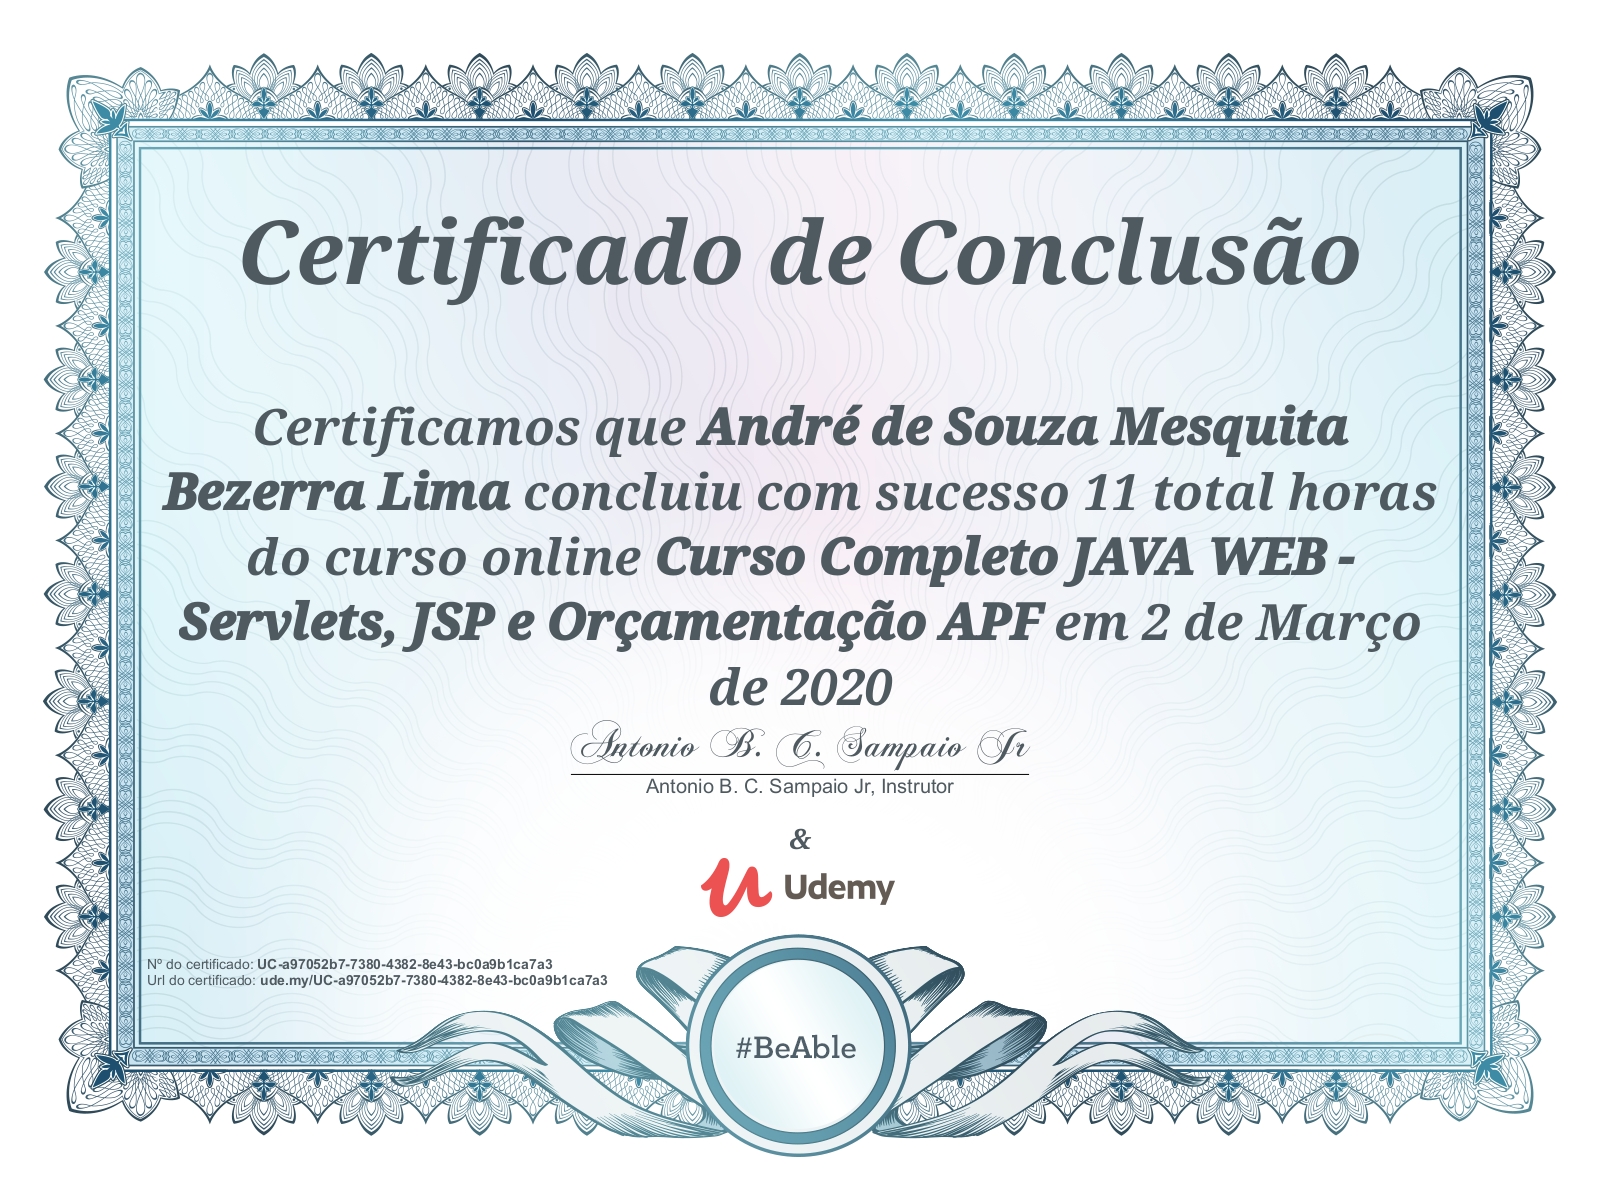 Certificado de Conclusão
Certificamos que André de Souza Mesquita
Bezerra Lima concluiu com sucesso 11 total horas
do curso online Curso Completo JAVA WEB -
Servlets, JSP e Orçamentação APF em 2 de Março
de 2020
Antonio B. C. Sampaio Jr
Antonio B. C. Sampaio Jr, Instrutor
&
Udemy
Nº do certificado: UC-a97052b7-7380-4382-8e43-bc0a9b1ca7a3
Url do certificado: ude.my/UC-a97052b7-7380-4382-8e43-bc0a9b1ca7a3
#BeAble